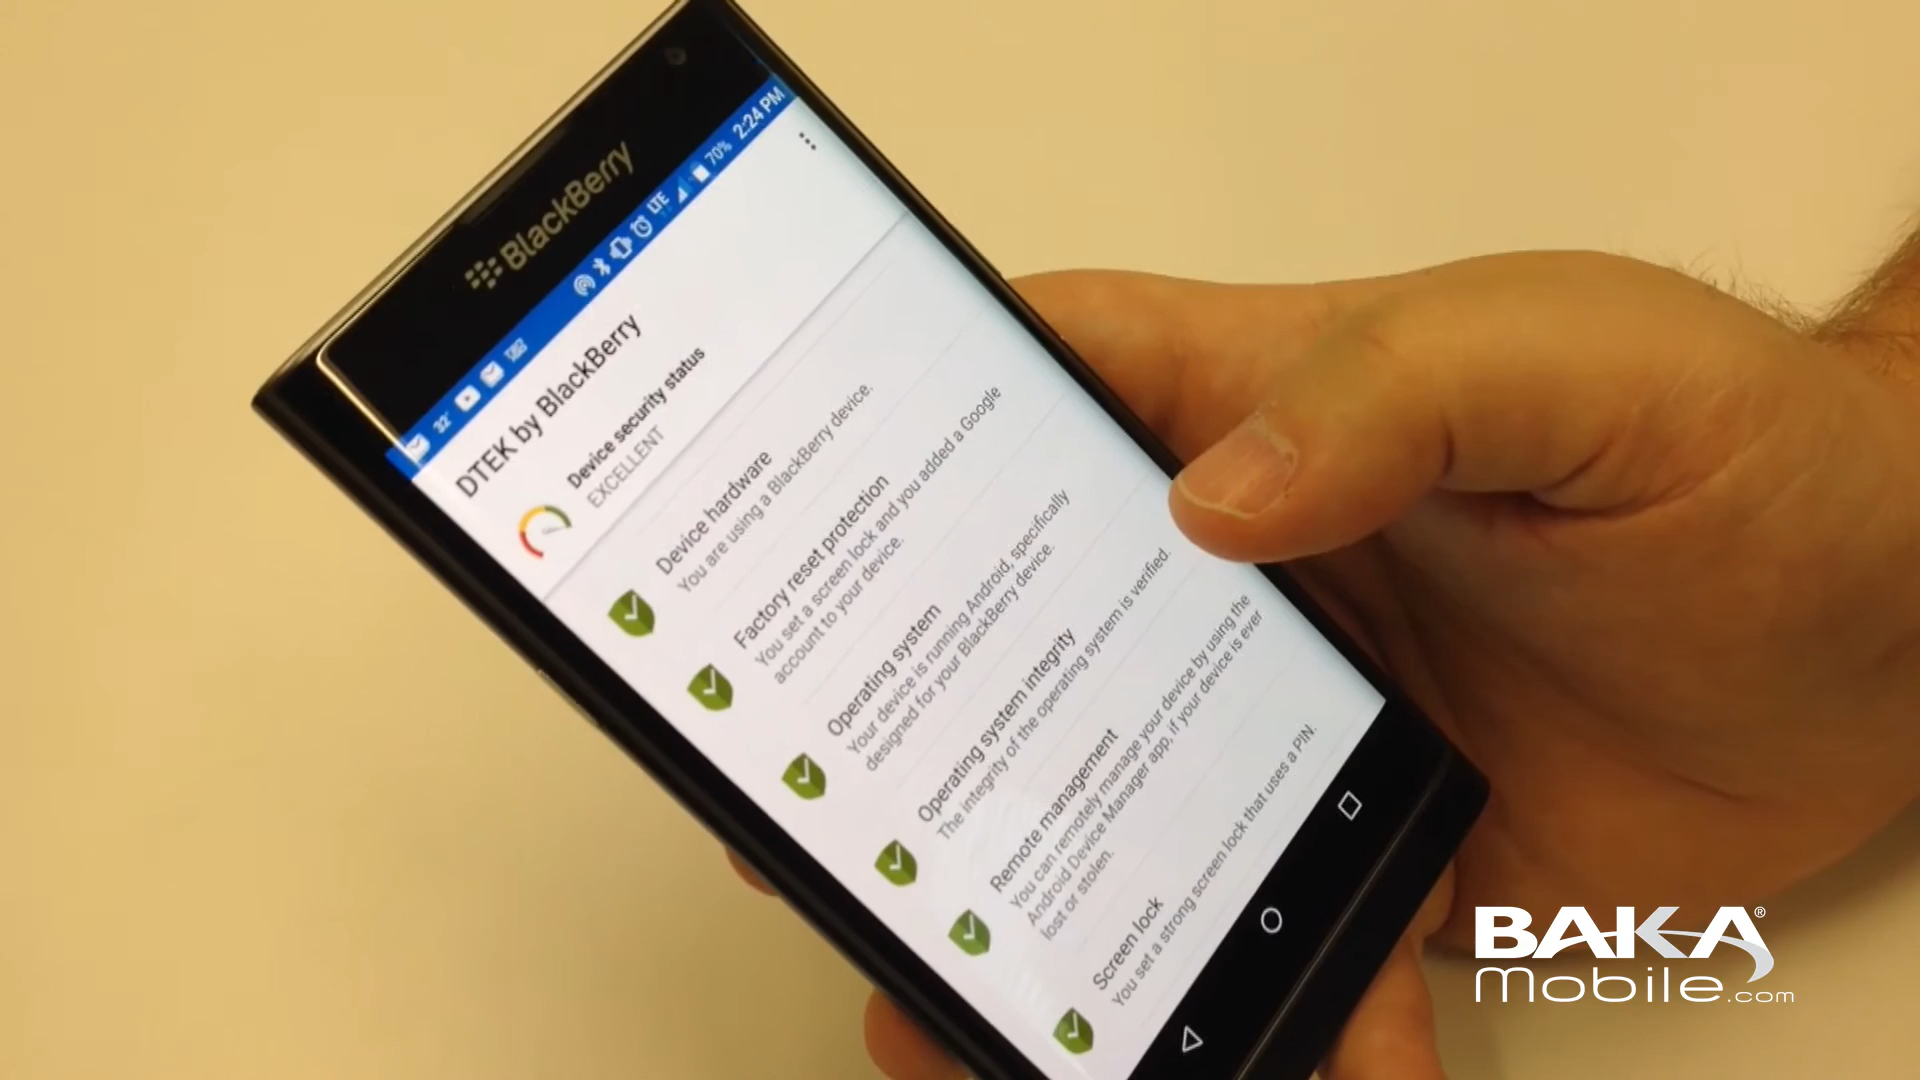 BlackBerry
32°
LTE
70%
2:24 PM
DTEK by BlackBerry
Device security status
EXCELLENT
Device hardware
You are using a BlackBerry device.
Factory reset protection
You set a screen lock and you added a Google
account to your device.
Operating system
Your device is running Android, specifically
designed for your BlackBerry device.
Operating system integrity
The integrity of the operating system is verified.
Remote management
You can remotely manage your device by using the
Android Device Manager app, if your device is ever
lost or stolen.
Screen lock
You set a strong screen lock that uses a PIN.
BAKA®
Mobile.com